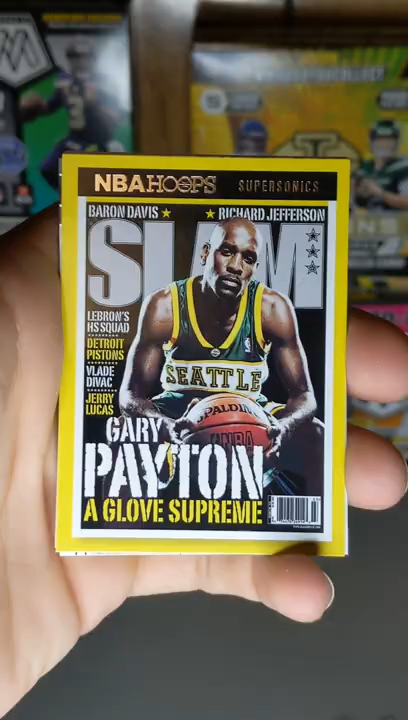 NBA HOOPS SUPERSONICS
BARON DAVIS ★ ★ RICHARD JEFFERSON
SLAM
LEBRON'S
HS SQUAD
DETROIT
PISTONS
VLADE
DIVAC
JERRY
LUCAS
SEATTLE
SPALDING
NBA
GARY
PAYTON
A GLOVE SUPREME